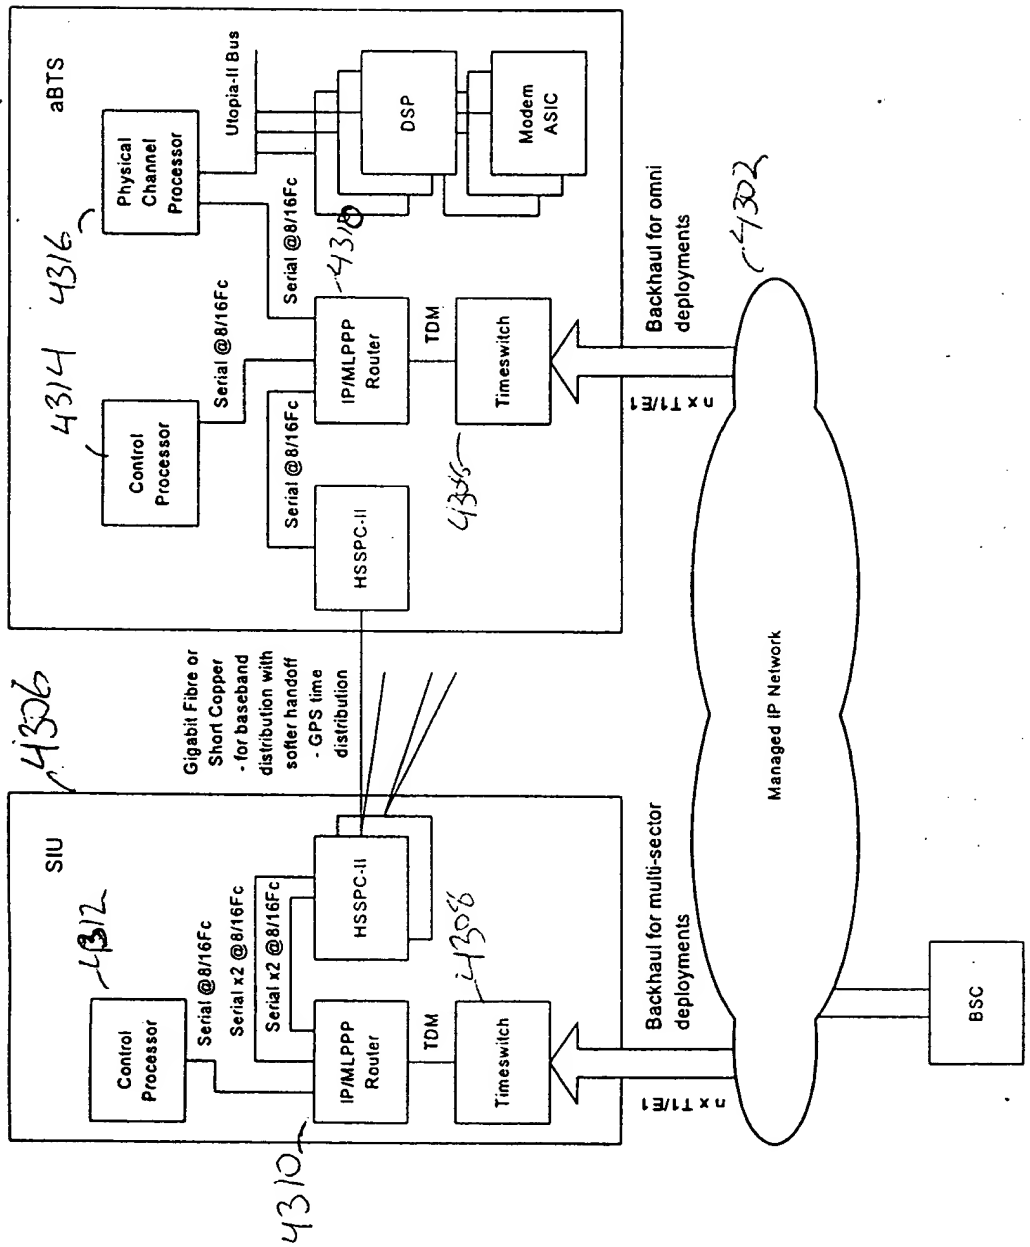 SIU
4306
Control
Processor
4312
Serial @8/16Fc
Serial x2 @8/16Fc
Serial x2 @8/16Fc
IP/MLPPP
Router
4310
HSSPC-II
TDM
Timeswitch
4308
n x T1/E1
Backhaul for multi-sector
deployments
Gigabit Fibre or
Short Copper
- for baseband
distribution with
softer handoff
- GPS time
distribution
aBTS
Control
Processor
4314
Physical
Channel
Processor
4316
Serial @8/16Fc
Serial @8/16Fc
Serial @8/16Fc
Utopia-II Bus
HSSPC-II
IP/MLPPP
Router
DSP
Modem
ASIC
TDM
Timeswitch
n x T1/E1
Backhaul for omni
deployments
4302
Managed IP Network
BSC